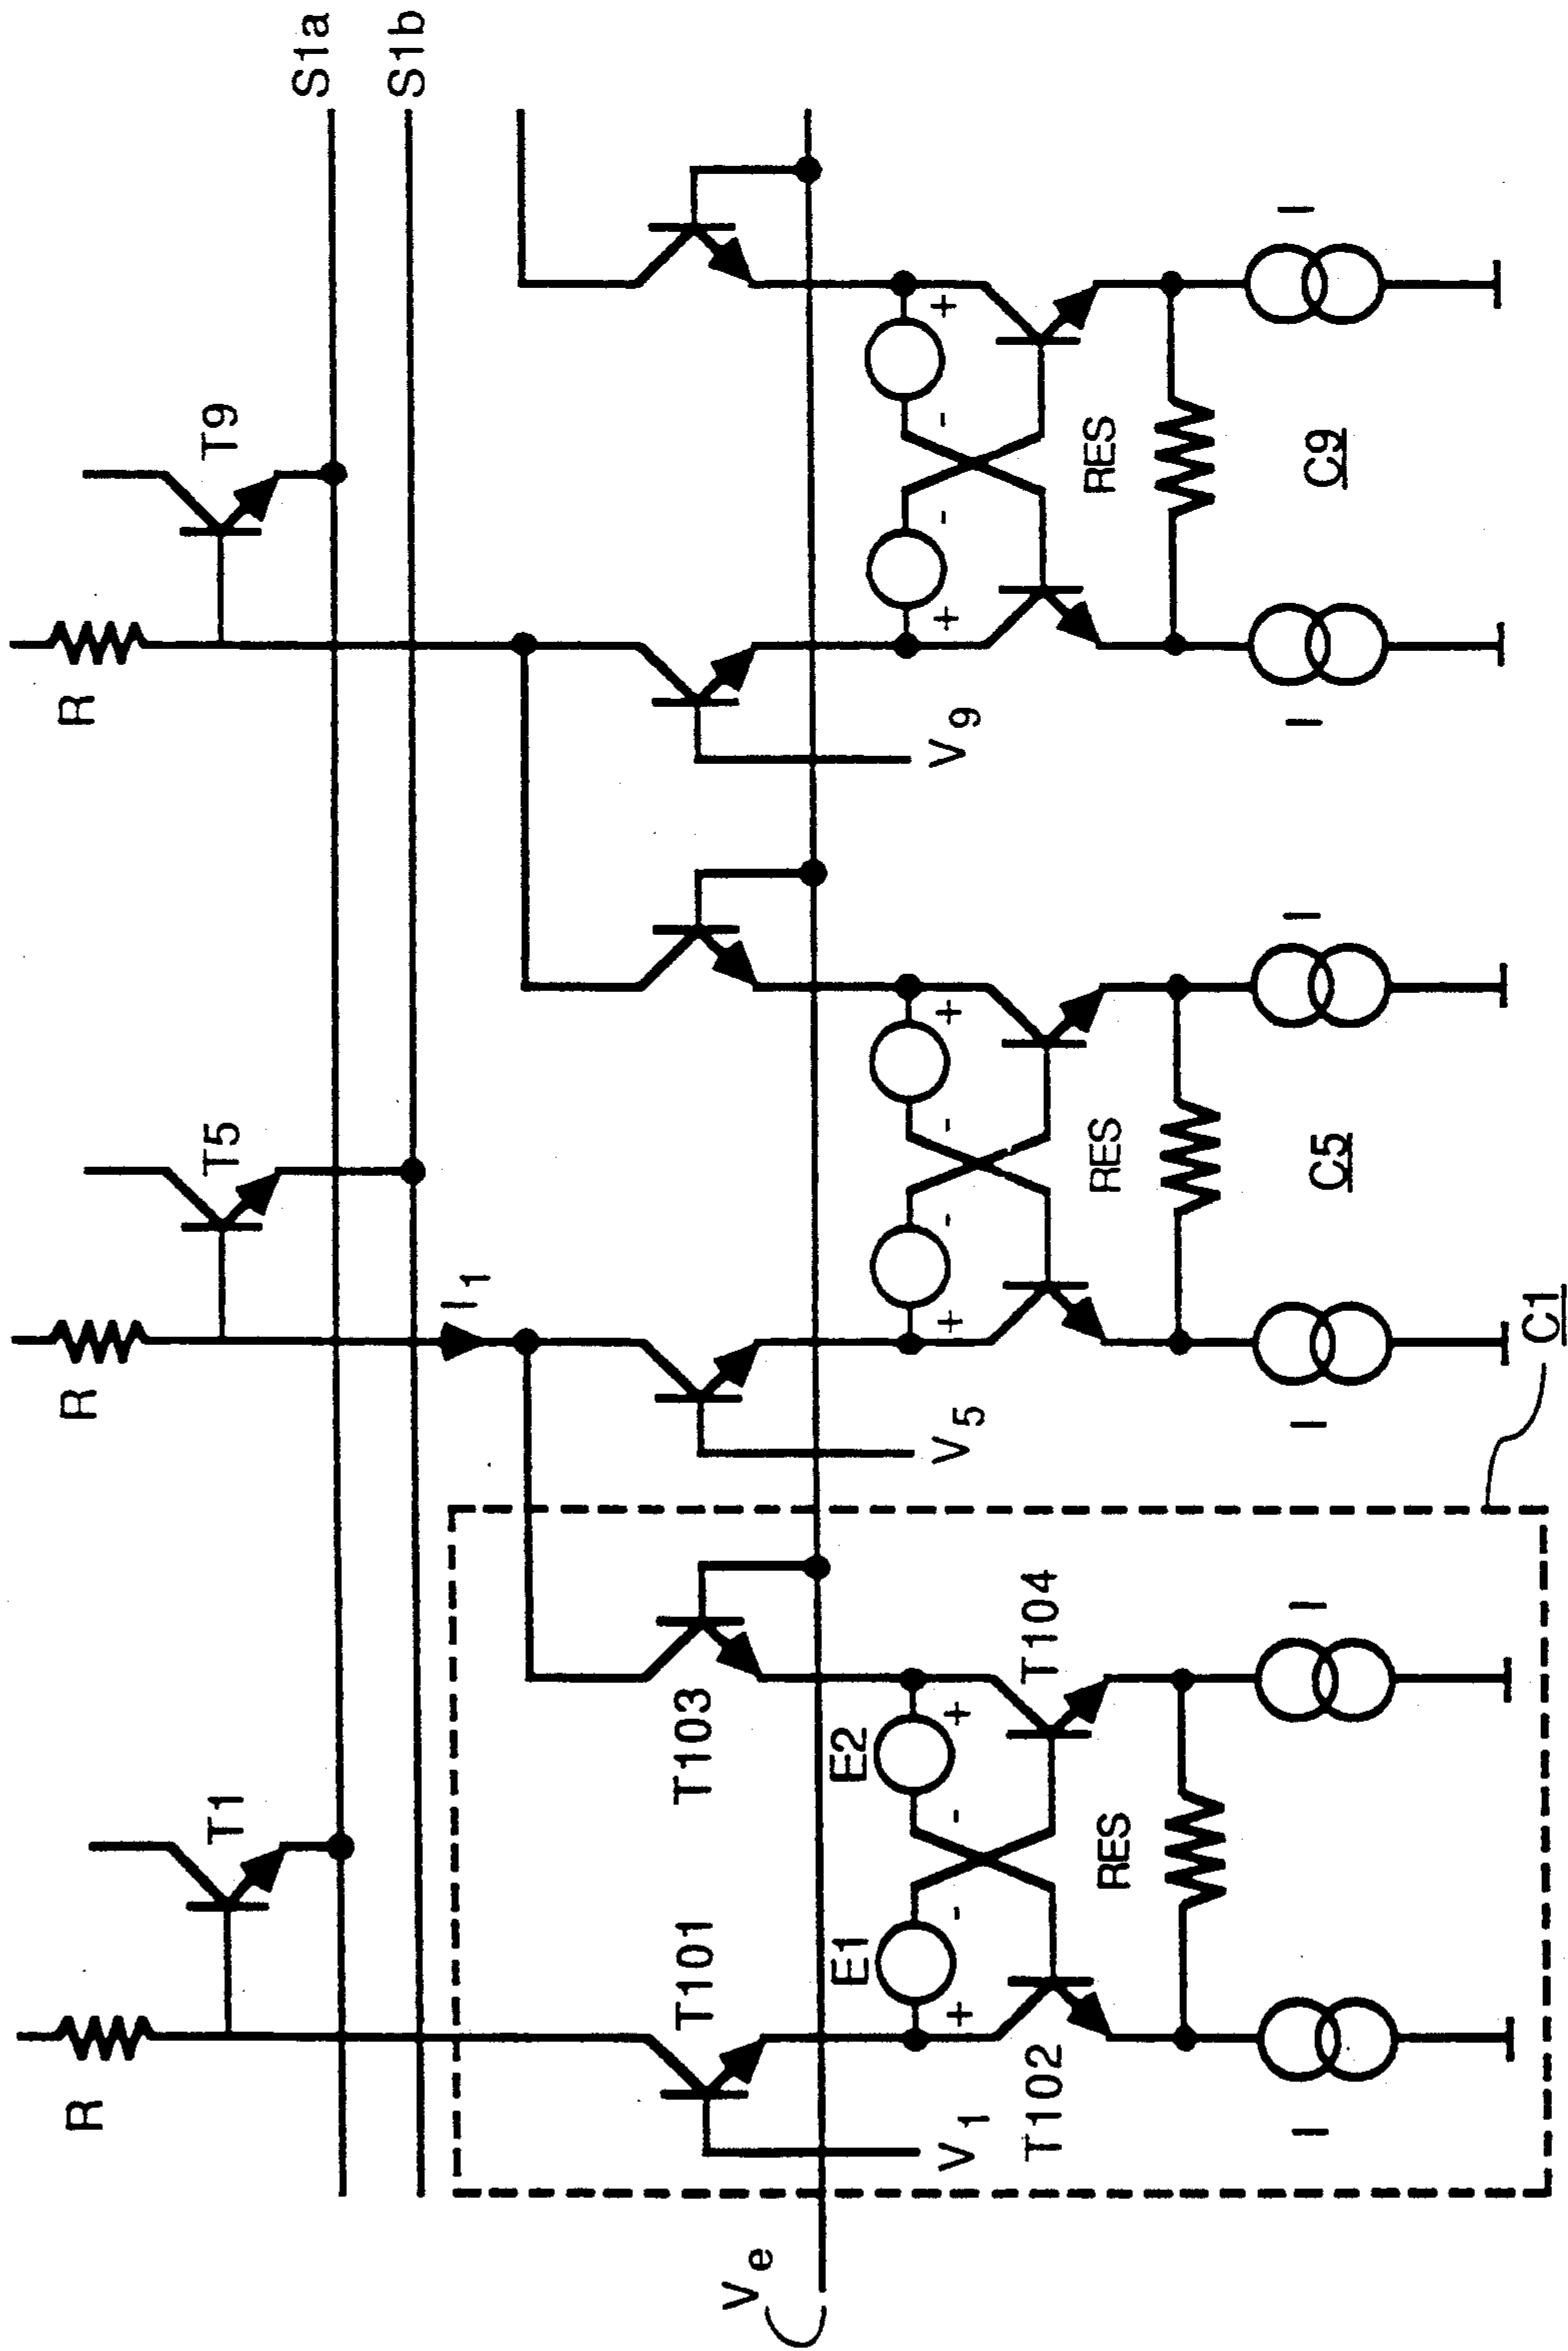 S1a
S1b
R
T1
R
T5
R
T9
I1
T101
T103
Ve
V1
E1
E2
V5
V9
+
-
-
+
+
-
-
+
+
-
-
+
T102
T104
RES
RES
RES
I
I
I
I
C5
I
I
C9
C1